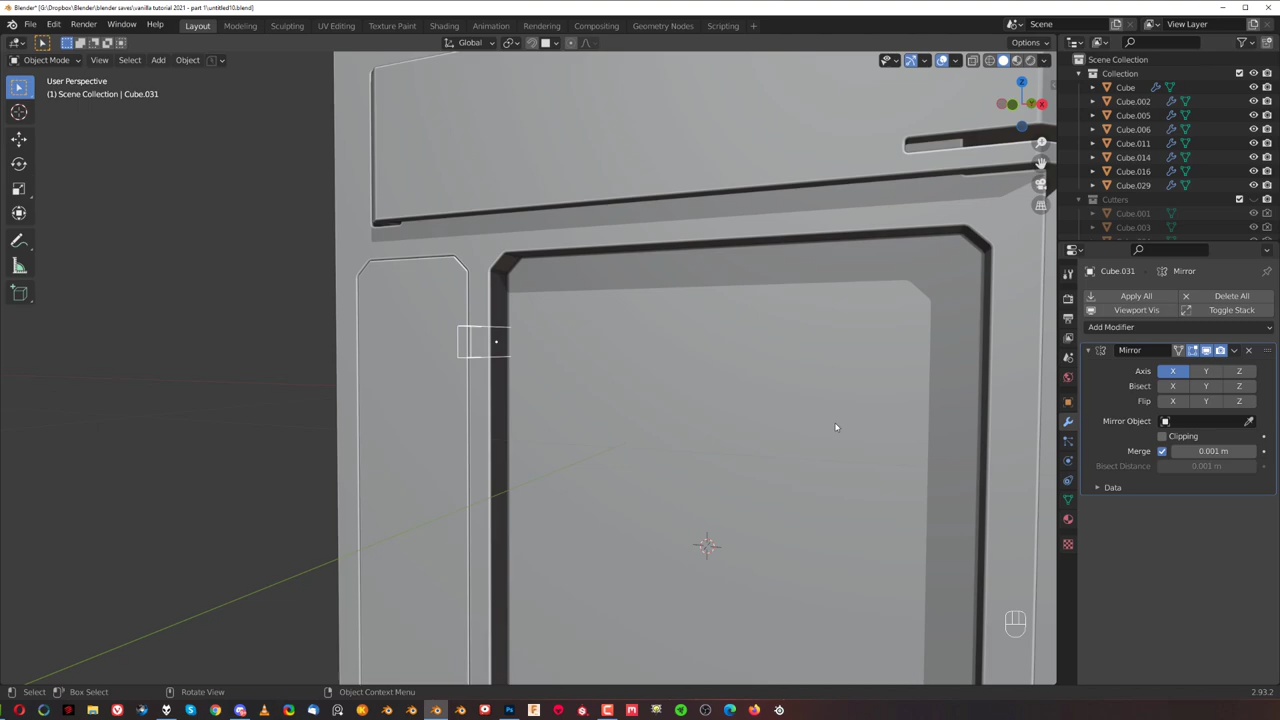 Blender* [G:\Dropbox\Blender\blender saves\vanilla tutorial 2021 - part 1\untitled10.blend]
File Edit Render Window Help Layout Modeling Sculpting UV Editing Texture Paint Shading Animation Rendering Compositing Geometry Nodes Scripting Scene View Layer
Global Options
Object Mode View Select Add Object
User Perspective
(1) Scene Collection | Cube.031
Z
Y
X
Scene Collection
Collection
Cube
Cube.002
Cube.005
Cube.006
Cube.011
Cube.014
Cube.016
Cube.029
Cutters
Cube.001
Cube.003
Cube.031 Mirror
Apply All Delete All
Viewport Vis Toggle Stack
Add Modifier
Mirror
Axis X Y Z
Bisect X Y Z
Flip X Y Z
Mirror Object
Clipping
Merge 0.001 m
Bisect Distance 0.001 m
Data
Select Box Select Rotate View Object Context Menu 2.93.2